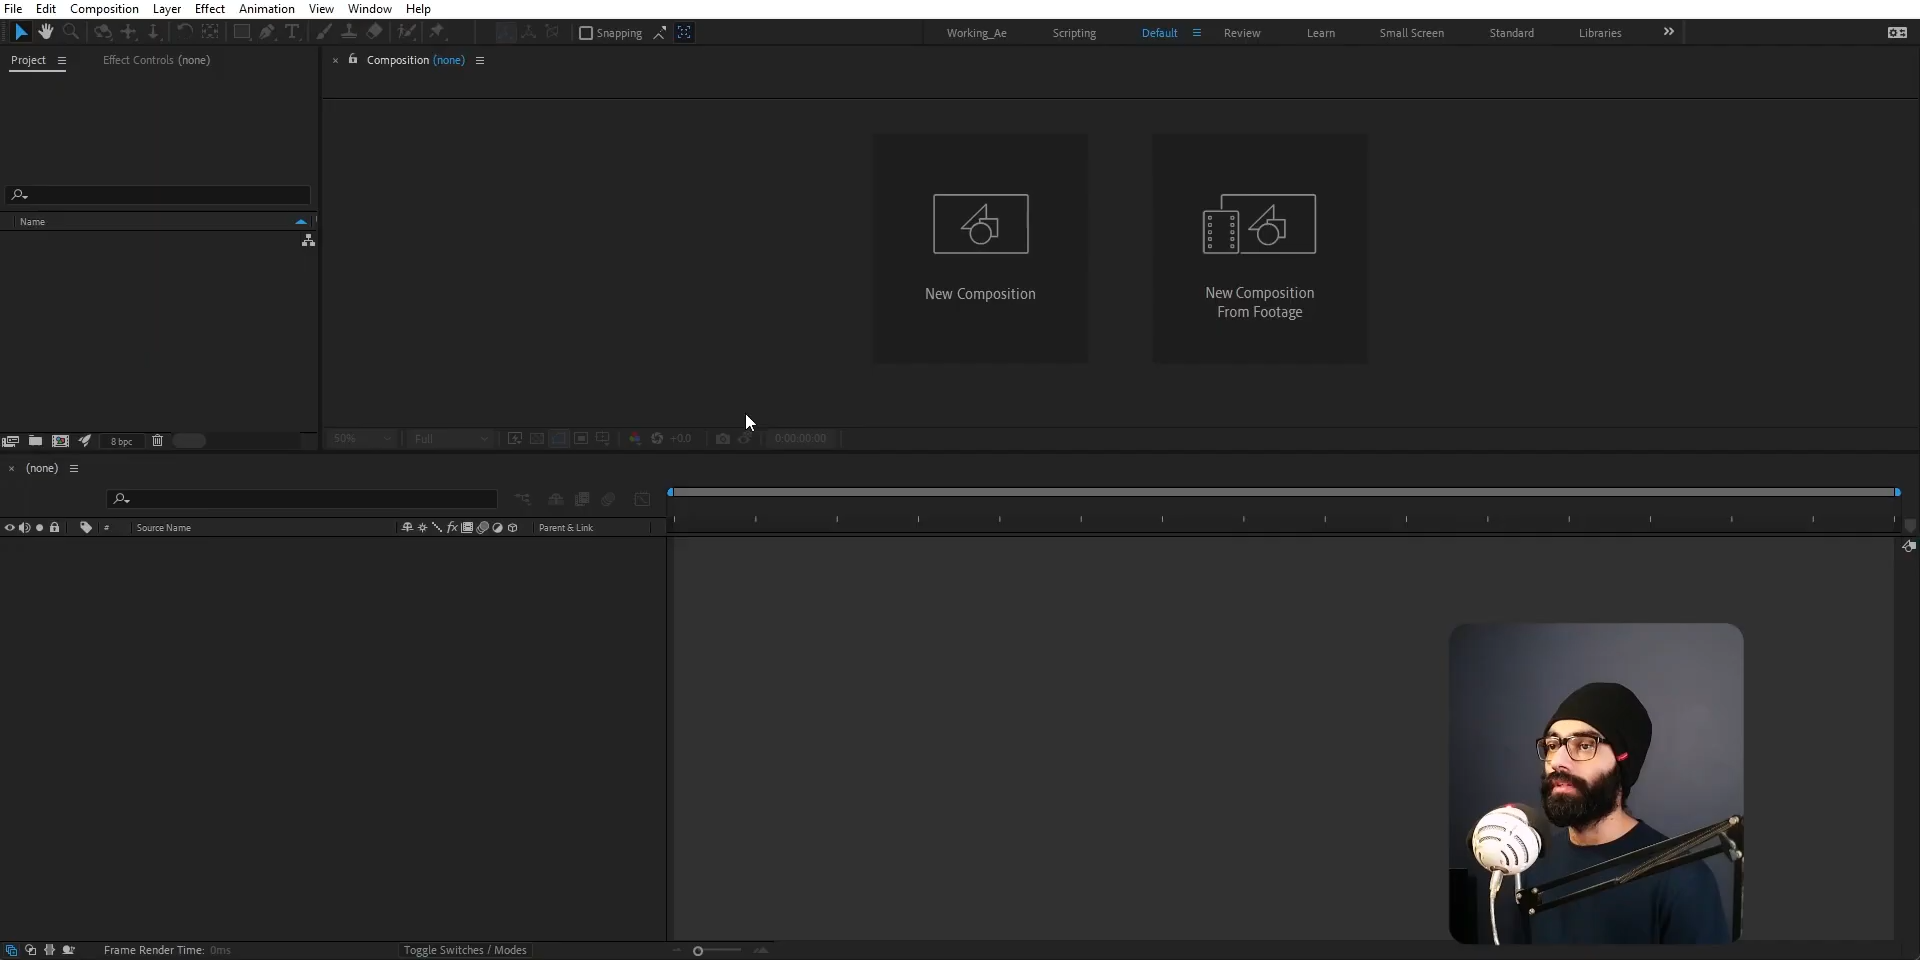 File Edit Composition Layer Effect Animation View Window Help
Snapping Working_Ae Scripting Default Review Learn Small Screen Standard Libraries
Project Effect Controls (none) Composition (none)
Name
New Composition
New Composition
From Footage
8 bpc 50% Full +0.0 0:00:00:00
(none)
# Source Name fx Parent & Link
Frame Render Time: 0ms Toggle Switches / Modes